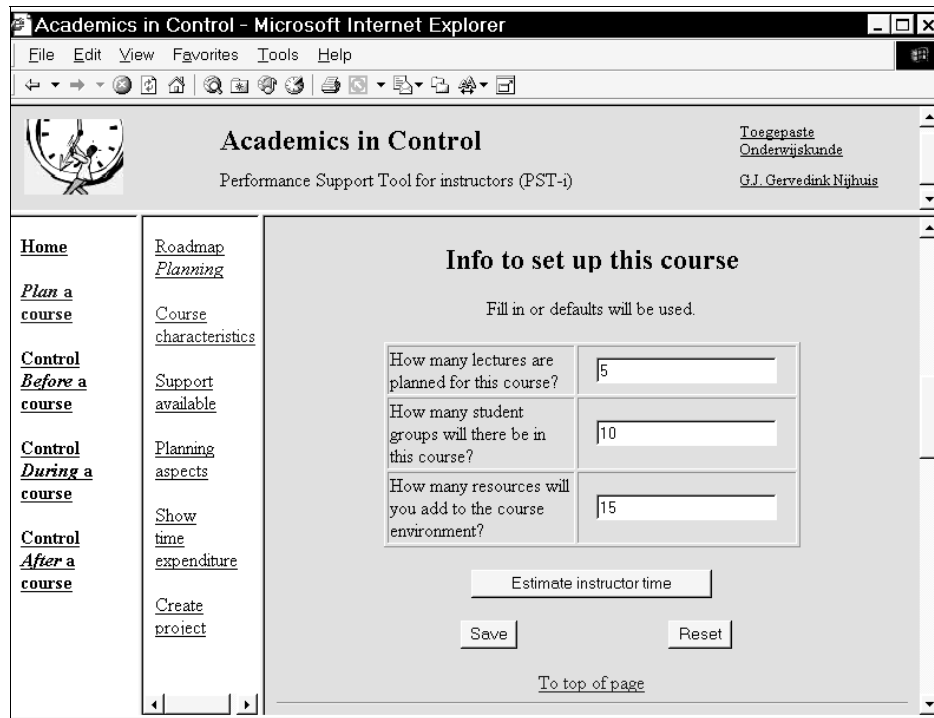 Academics in Control - Microsoft Internet Explorer
File Edit View Favorites Tools Help
Academics in Control
Performance Support Tool for instructors (PST-i)
Toegepaste
Onderwijskunde
G.J. Gervedink Nijhuis
Home
Plan a
course
Control
Before a
course
Control
During a
course
Control
After a
course
Roadmap
Planning
Course
characteristics
Support
available
Planning
aspects
Show
time
expenditure
Create
project
Info to set up this course
Fill in or defaults will be used.
How many lectures are
planned for this course?
5
How many student
groups will there be in
this course?
10
How many resources will
you add to the course
environment?
15
Estimate instructor time
Save Reset
To top of page